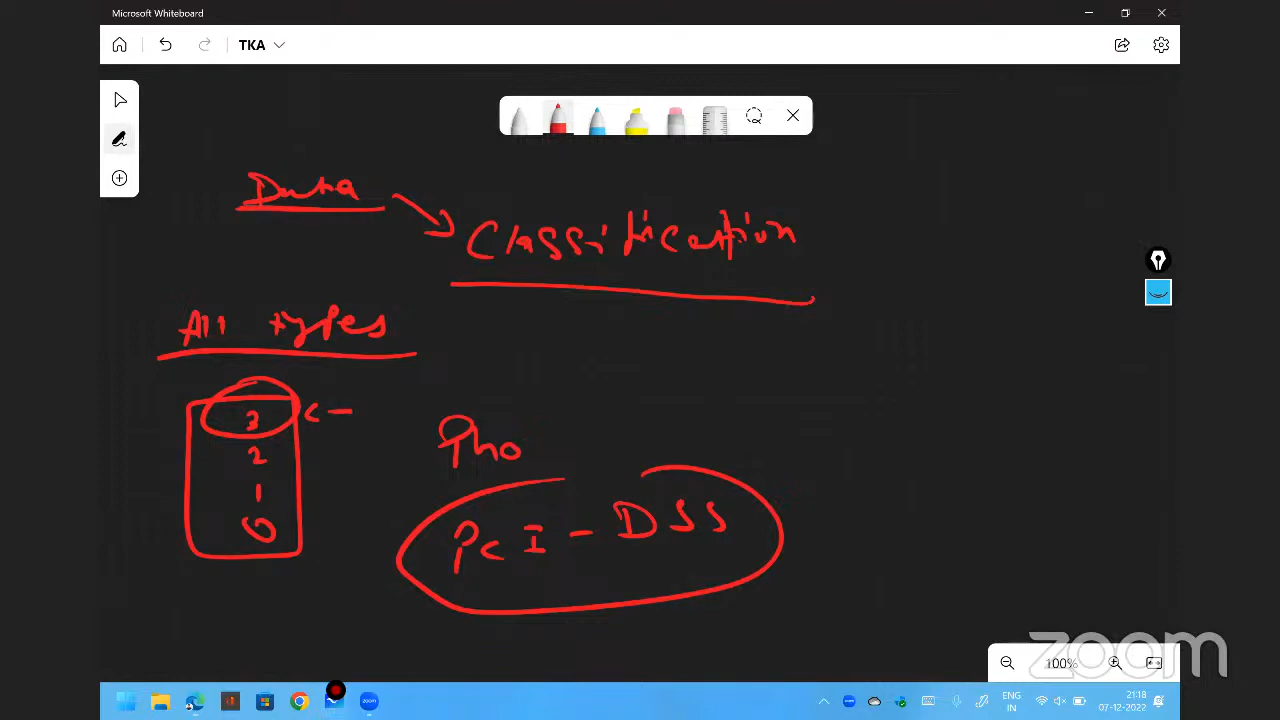 Microsoft Whiteboard
TKA
Data
Classification
All types
3
2
1
0
Pho
PCI - DSS
zoom
100%
zoom
ENG
IN
21:18
07-12-2022